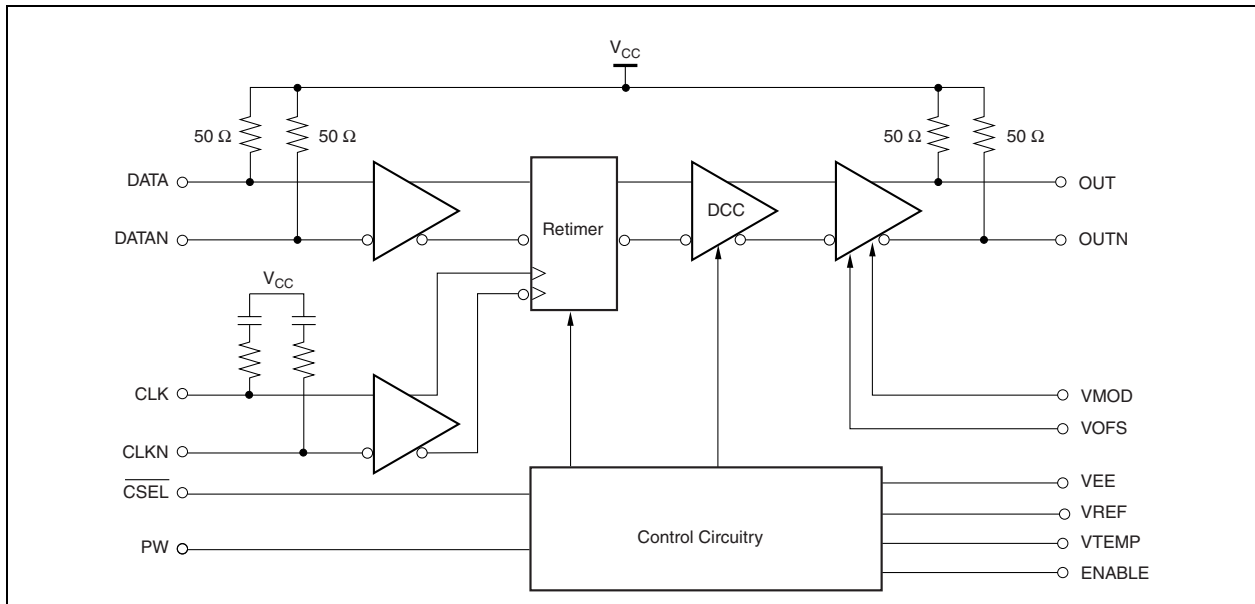 VCC
50 Ω 50 Ω 50 Ω 50 Ω
DATA
DATAN
Retimer
DCC
OUT
OUTN
VCC
CLK
CLKN
VMOD
VOFS
CSEL
PW
Control Circuitry
VEE
VREF
VTEMP
ENABLE